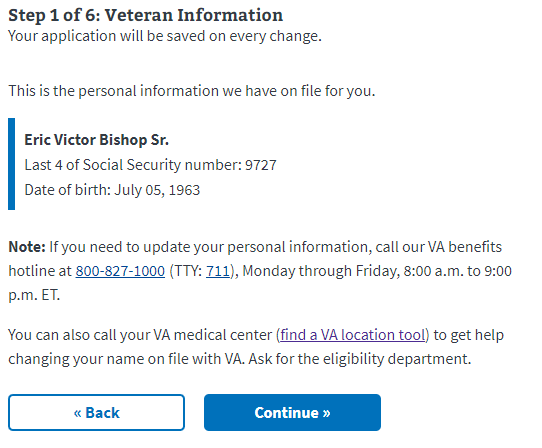 Step 1 of 6: Veteran Information
Your application will be saved on every change.
This is the personal information we have on file for you.
Eric Victor Bishop Sr.
Last 4 of Social Security number: 9727
Date of birth: July 05, 1963
Note: If you need to update your personal information, call our VA benefits
hotline at 800-827-1000 (TTY: 711), Monday through Friday, 8:00 a.m. to 9:00
p.m. ET.
You can also call your VA medical center (find a VA location tool) to get help
changing your name on file with VA. Ask for the eligibility department.
« Back
Continue »